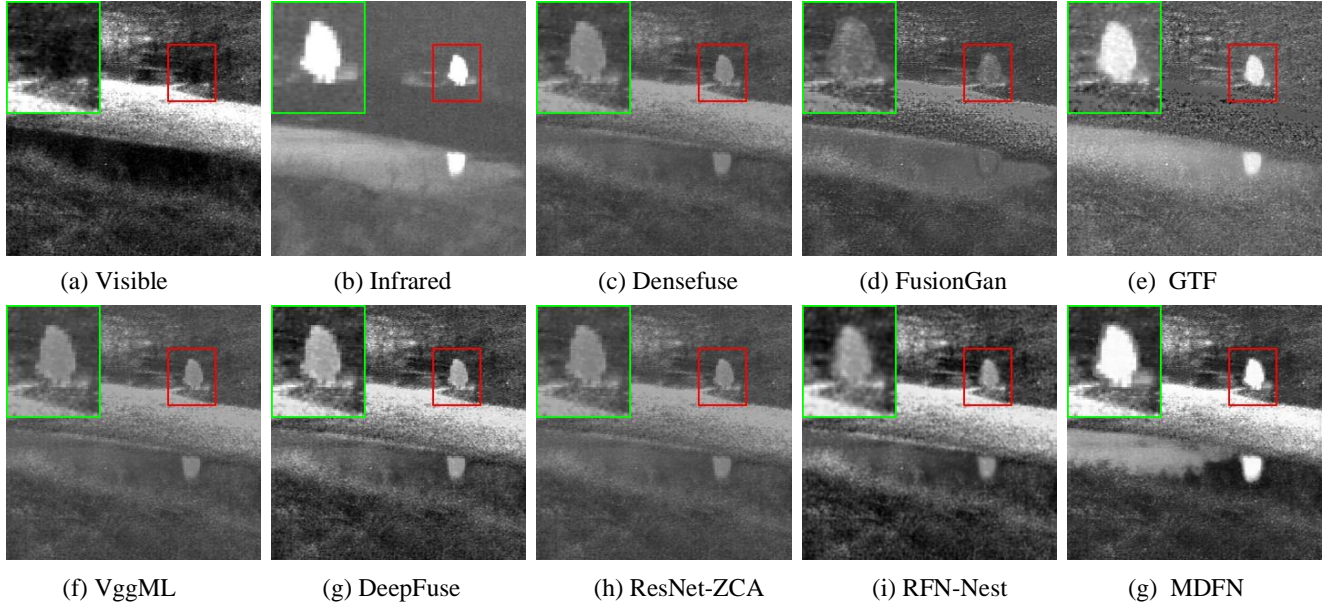 (a) Visible
(b) Infrared
(c) Densefuse
(d) FusionGan
(e) GTF
(f) VggML
(g) DeepFuse
(h) ResNet-ZCA
(i) RFN-Nest
(g) MDFN